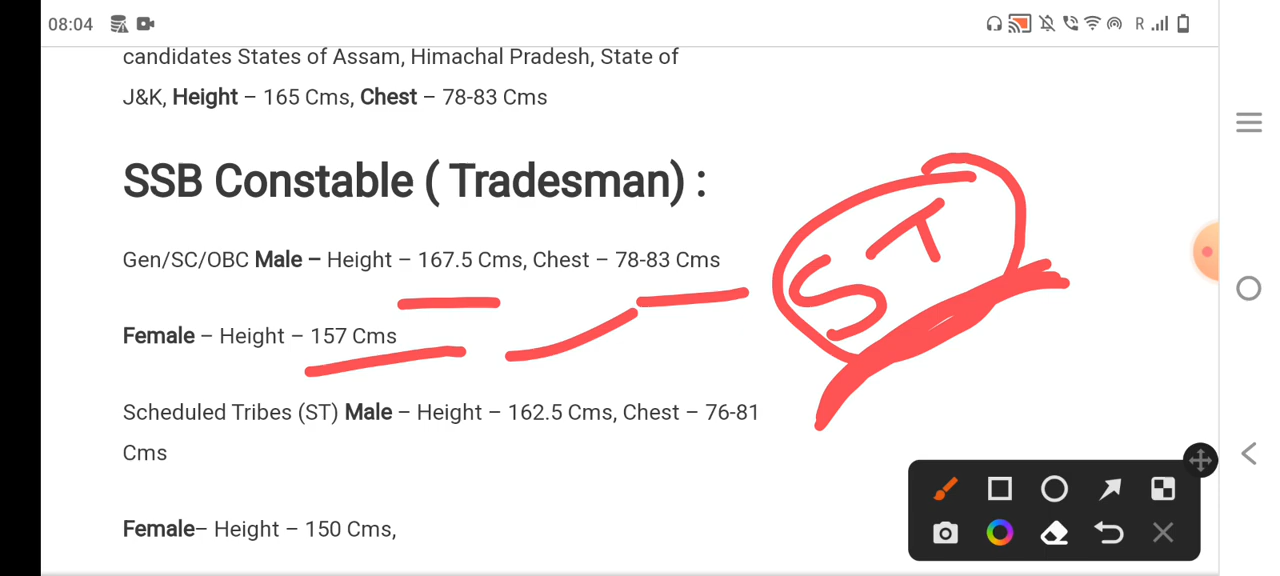 08:04
R
candidates States of Assam, Himachal Pradesh, State of
J&K, Height – 165 Cms, Chest – 78-83 Cms
SSB Constable ( Tradesman) :
Gen/SC/OBC Male – Height – 167.5 Cms, Chest – 78-83 Cms
ST
Female – Height – 157 Cms
Scheduled Tribes (ST) Male – Height – 162.5 Cms, Chest – 76-81
Cms
Female– Height – 150 Cms,